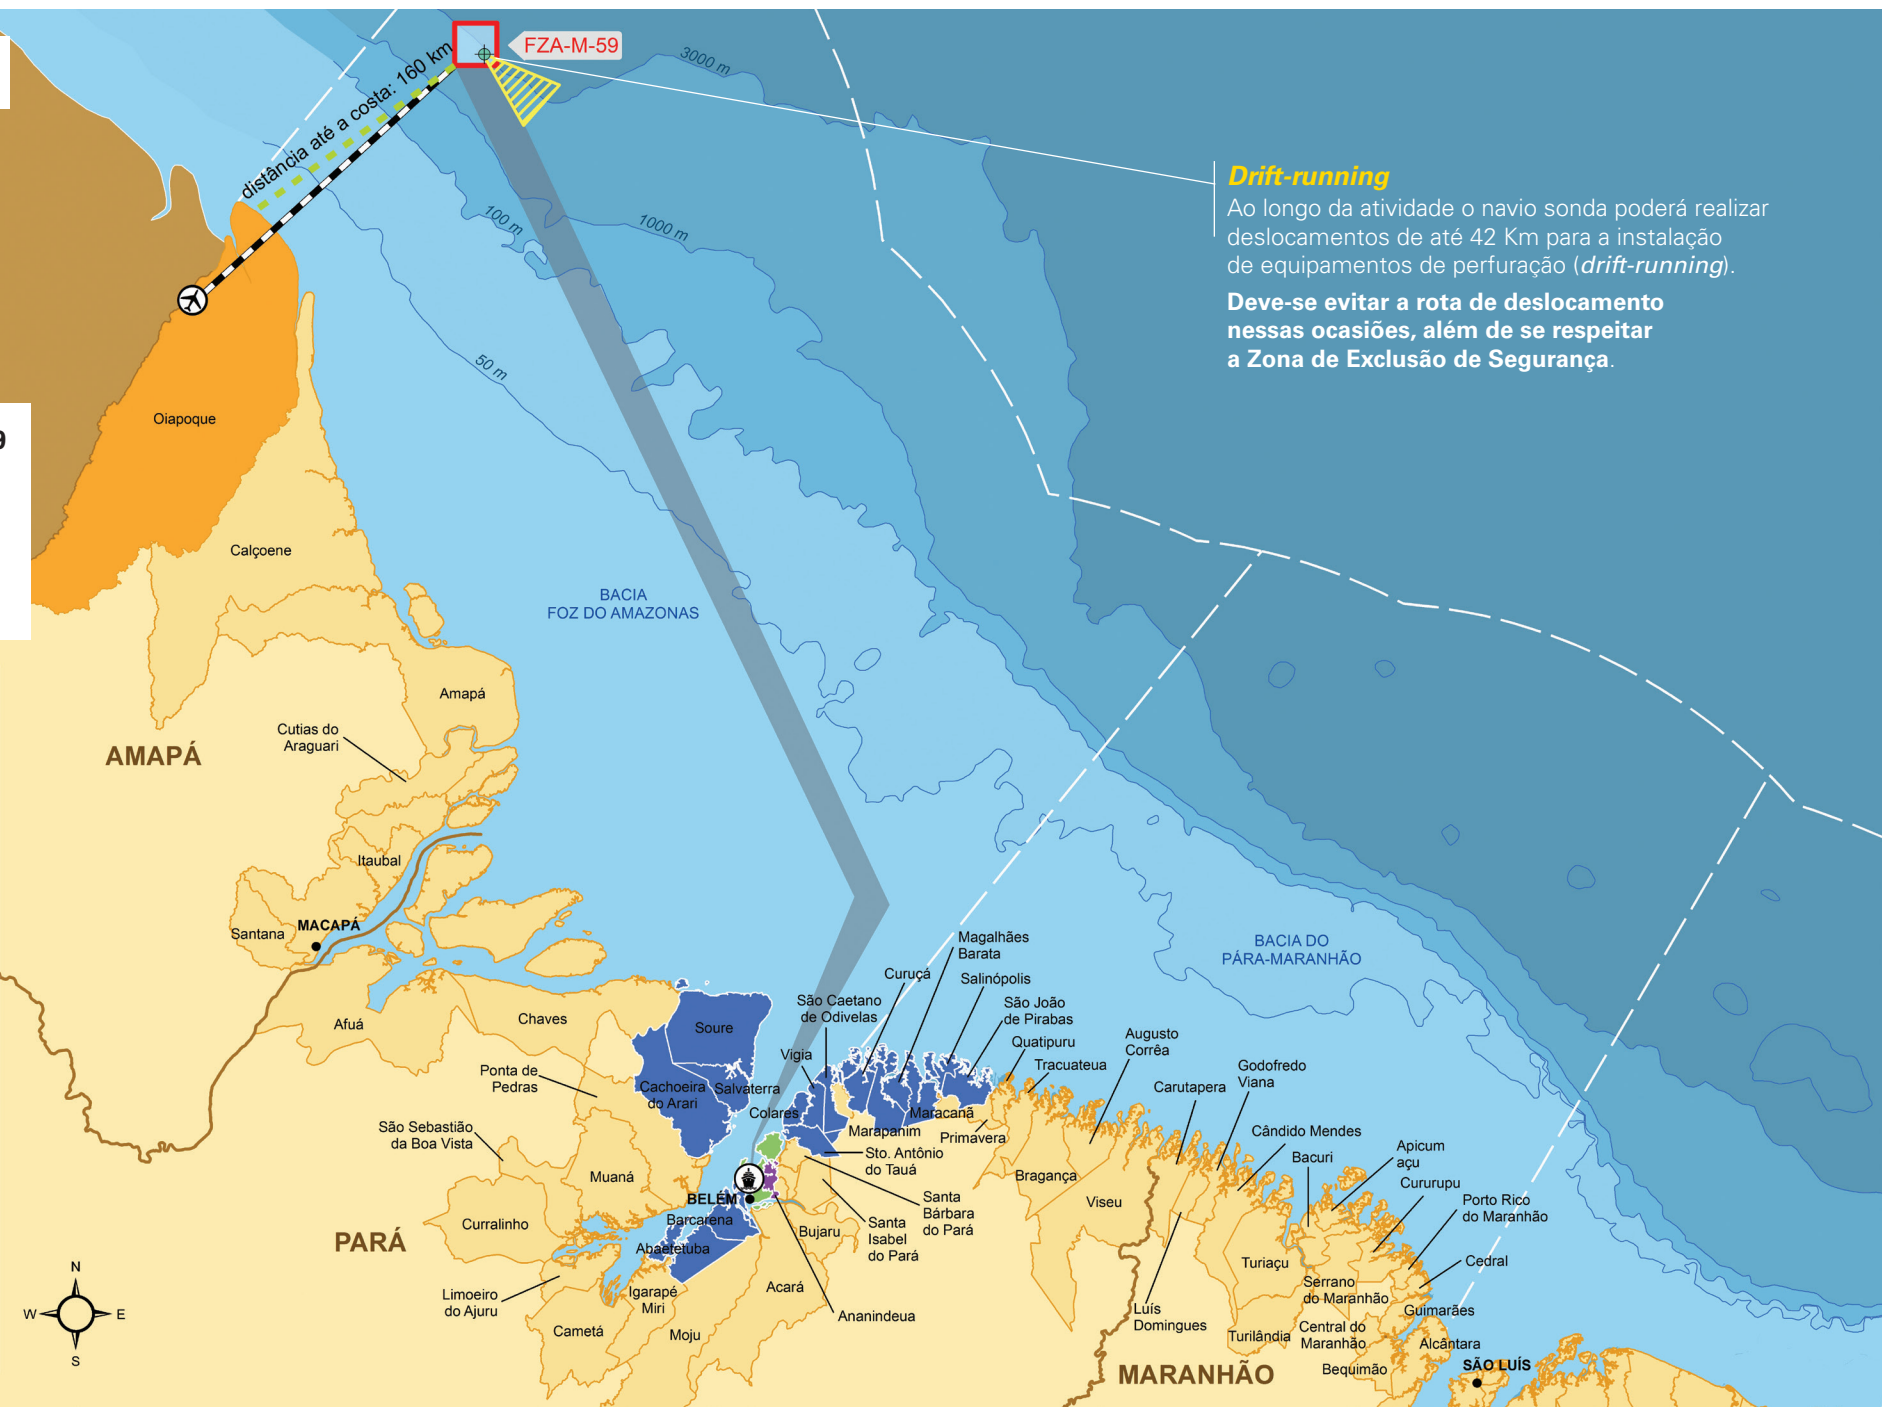 FZA-M-59
distância até a costa: 160 km
3000 m
Drift-running
Ao longo da atividade o navio sonda poderá realizar
deslocamentos de até 42 Km para a instalação
de equipamentos de perfuração (drift-running).
Deve-se evitar a rota de deslocamento
nessas ocasiões, além de se respeitar
a Zona de Exclusão de Segurança.
100 m
1000 m
50 m
Oiapoque
9
Calçoene
BACIA
FOZ DO AMAZONAS
Amapá
Cutias do
Araguari
AMAPÁ
Itaubal
MACAPÁ
Santana
BACIA DO
PÁRA-MARANHÃO
Magalhães
Barata
Curuçá
Salinópolis
São Caetano
de Odivelas
São João
de Pirabas
Afuá
Chaves
Soure
Quatipuru
Augusto
Corrêa
Vigia
Tracuateua
Godofredo
Viana
Ponta de
Pedras
Cachoeira
do Arari
Salvaterra
Carutapera
Colares
Maracanã
São Sebastião
da Boa Vista
Marapanim
Primavera
Cândido Mendes
Sto. Antônio
do Tauá
Bacuri
Apicum
açu
Muaná
Bragança
Cururupu
BELÉM
Santa
Bárbara
do Pará
Viseu
Porto Rico
do Maranhão
Curralinho
Barcarena
Santa
Isabel
do Pará
Bujaru
PARÁ
Abaetetuba
Turiaçu
Cedral
N
W
E
S
Limoeiro
do Ajuru
Igarapé
Miri
Acará
Serrano
do Maranhão
Ananindeua
Luís
Domingues
Guimarães
Cametá
Moju
Turilândia
Central do
Maranhão
Alcântara
MARANHÃO
Bequimão
SÃO LUÍS